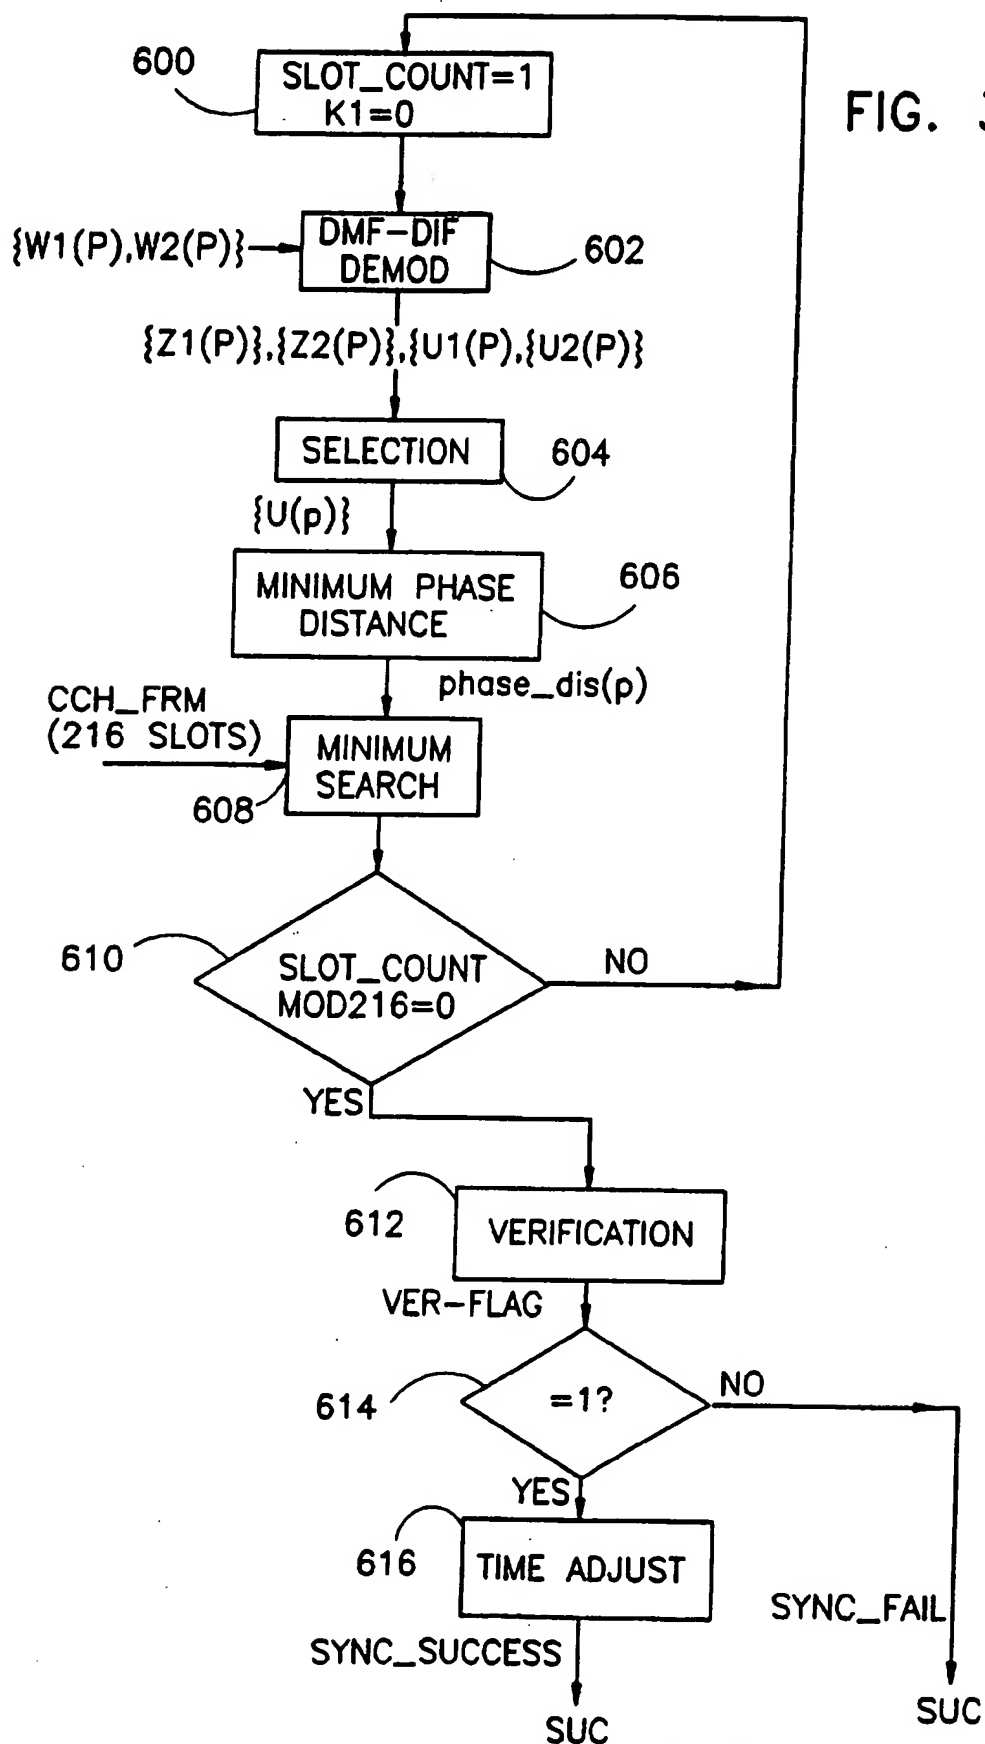 600
SLOT_COUNT=1
K1=0
FIG. 3
{W1(P),W2(P)}
DMF-DIF
DEMOD
602
{Z1(P)},{Z2(P)},{U1(P),{U2(P)}
SELECTION
604
{U(p)}
MINIMUM PHASE
DISTANCE
606
phase_dis(p)
CCH_FRM
(216 SLOTS)
MINIMUM
SEARCH
608
610
SLOT_COUNT
MOD216=0
NO
YES
612
VERIFICATION
VER-FLAG
614
=1?
NO
YES
616
TIME ADJUST
SYNC_FAIL
SYNC_SUCCESS
SUC
SUC